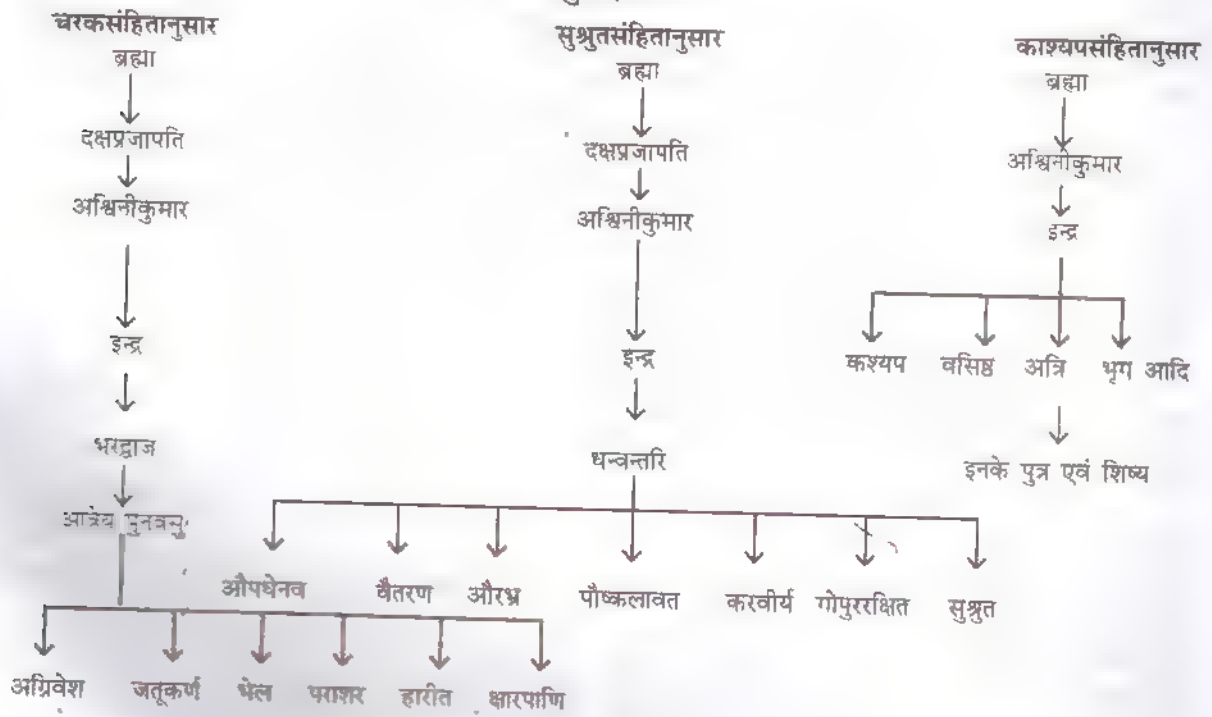 चरकसंहितानुसार
ब्रह्मा
दक्षप्रजापति
अश्विनीकुमार
इन्द्र
भरद्वाज
आत्रेय पुनर्वसु
अग्निवेश जतूकर्ण भेल पराशर हारीत क्षारपाणि
सुश्रुतसंहितानुसार
ब्रह्मा
दक्षप्रजापति
अश्विनीकुमार
इन्द्र
धन्वन्तरि
औपधेनव वैतरण औरभ्र पौष्कलावत करवीर्य गोपुररक्षित सुश्रुत
काश्यपसंहितानुसार
ब्रह्मा
अश्विनीकुमार
इन्द्र
कश्यप वसिष्ठ अत्रि भृग आदि
इनके पुत्र एवं शिष्य